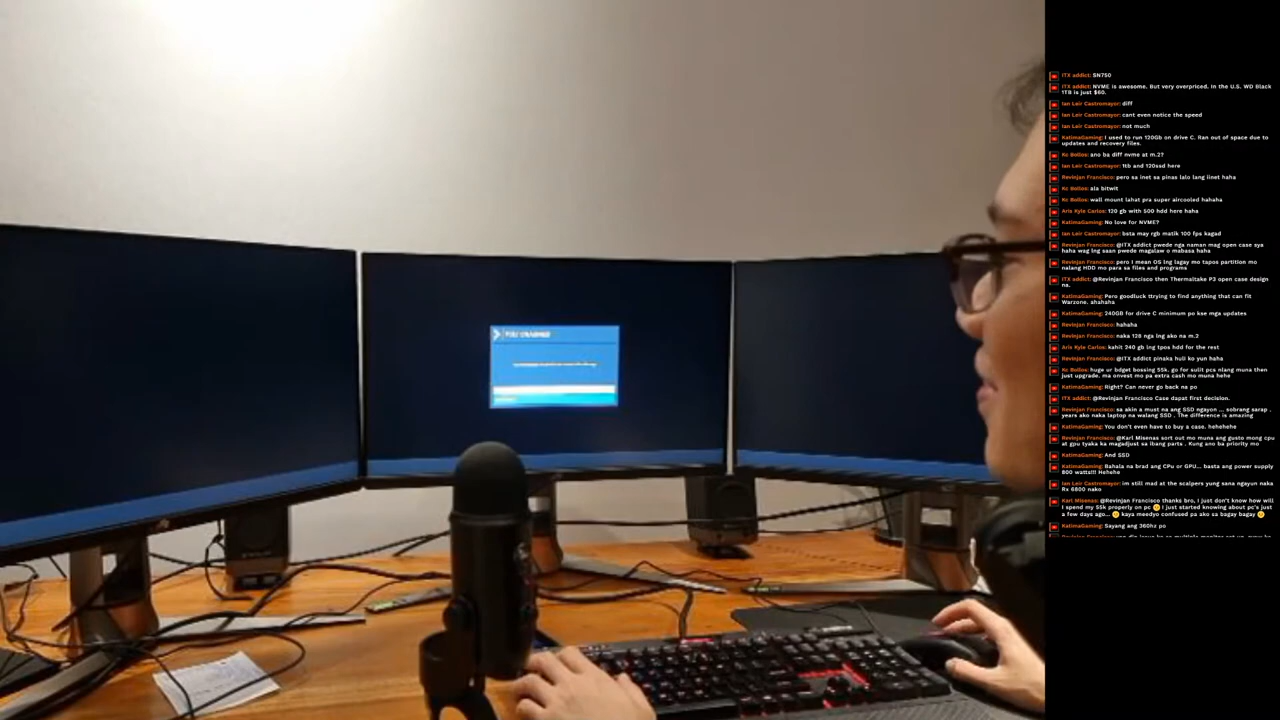 ITX addict: SN750
ITX addict: NVME is awesome. But very overpriced. In the U.S. WD Black
1TB is just $60.
Ian Leir Castromayor: diff
Ian Leir Castromayor: cant even notice the speed
Ian Leir Castromayor: not much
KatimaGaming: I used to run 120Gb on drive C. Ran out of space due to
updates and recovery files.
Kc Bollos: ano ba diff nvme at m.2?
Ian Leir Castromayor: 1tb and 120ssd here
Revinjan Francisco: pero sa inet sa pinas lalo lang iinet haha
Kc Bollos: ala bitwit
Kc Bollos: wall mount lahat pra super aircooled hahaha
Aris Kyle Carlos: 120 gb with 500 hdd here haha
KatimaGaming: No love for NVME?
Ian Leir Castromayor: bsta may rgb matik 100 fps kagad
Revinjan Francisco: @ITX addict pwede nga naman mag open case sya
haha wag lng saan pwede magalaw o mabasa haha
Revinjan Francisco: pero I mean OS lng lagay mo tapos partition mo
nalang HDD mo para sa files and programs
ITX addict: @Revinjan Francisco then Thermaltake P3 open case design
na.
KatimaGaming: Pero goodluck ttrying to find anything that can fit
Warzone. ahahaha
KatimaGaming: 240GB for drive C minimum po kse mga updates
Revinjan Francisco: hahaha
Revinjan Francisco: naka 128 nga lng ako na m.2
Aris Kyle Carlos: kahit 240 gb lng tpos hdd for the rest
Revinjan Francisco: @ITX addict pinaka huli ko yun haha
Kc Bollos: huge ur bdget bossing 55k. go for sulit pcs nlang muna then
just upgrade. ma onvest mo pa extra cash mo muna hehe
KatimaGaming: Right? Can never go back na po
ITX addict: @Revinjan Francisco Case dapat first decision.
Revinjan Francisco: sa akin a must na ang SSD ngayon ... sobrang sarap .
years ako naka laptop na walang SSD . The difference is amazing
KatimaGaming: You don't even have to buy a case. hehehehe
Revinjan Francisco: @Karl Misenas sort out mo muna ang gusto mong cpu
at gpu tyaka ka magadjust sa ibang parts . Kung ano ba priority mo
KatimaGaming: And SSD
KatimaGaming: Bahala na brad ang CPU or GPU... basta ang power supply
800 watts!!! Hehehe
Ian Leir Castromayor: im still mad at the scalpers yung sana ngayun naka
Rx 6800 nako
Karl Misenas: @Revinjan Francisco thanks bro, I just don't know how will
I spend my 55k properly on pc I just started knowing about pc's just
a few days ago... kaya meedyo confused pa ako sa bagay bagay
KatimaGaming: Sayang ang 360hz po